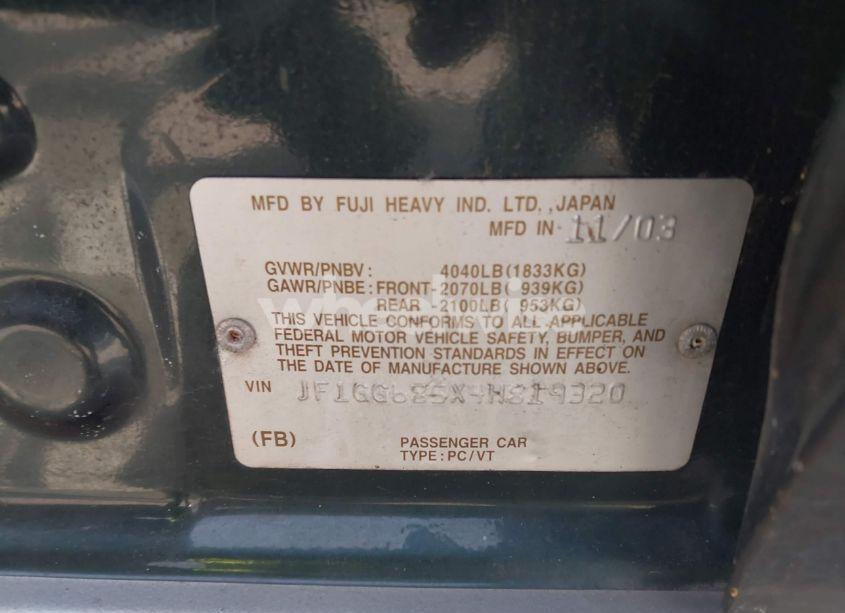 MFD BY FUJI HEAVY IND. LTD.,JAPAN
MFD IN 11/03
GVWR/PNBV: 4040LB(1833KG)
GAWR/PNBE:FRONT-2070LB( 939KG)
REAR -2100LB( 953KG)
THIS VEHICLE CONFORMS TO ALL APPLICABLE
FEDERAL MOTOR VEHICLE SAFETY, BUMPER, AND
THEFT PREVENTION STANDARDS IN EFFECT ON
THE DATE OF MANUFACTURE SHOWN ABOVE.
VIN JF1GG685X4H819320
(FB) PASSENGER CAR
TYPE:PC/VT